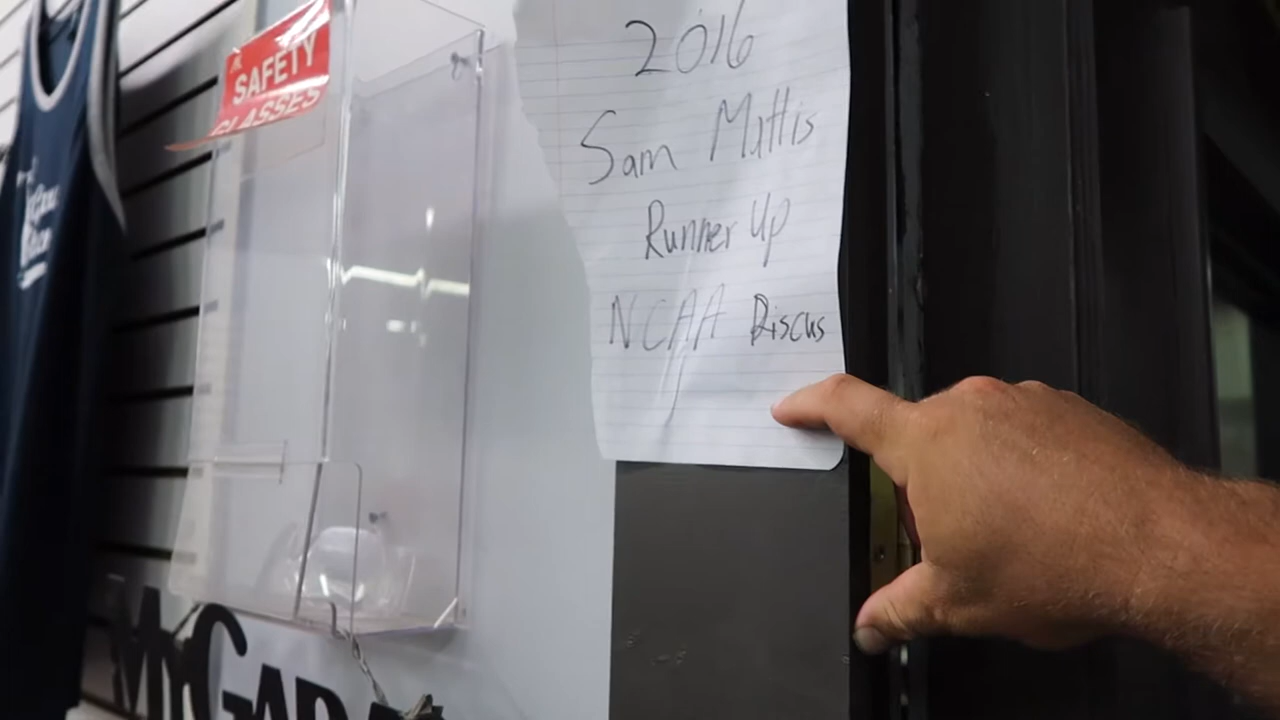 SAFETY
GLASSES
2016
Sam Mattis
Runner Up
NCAA Discus